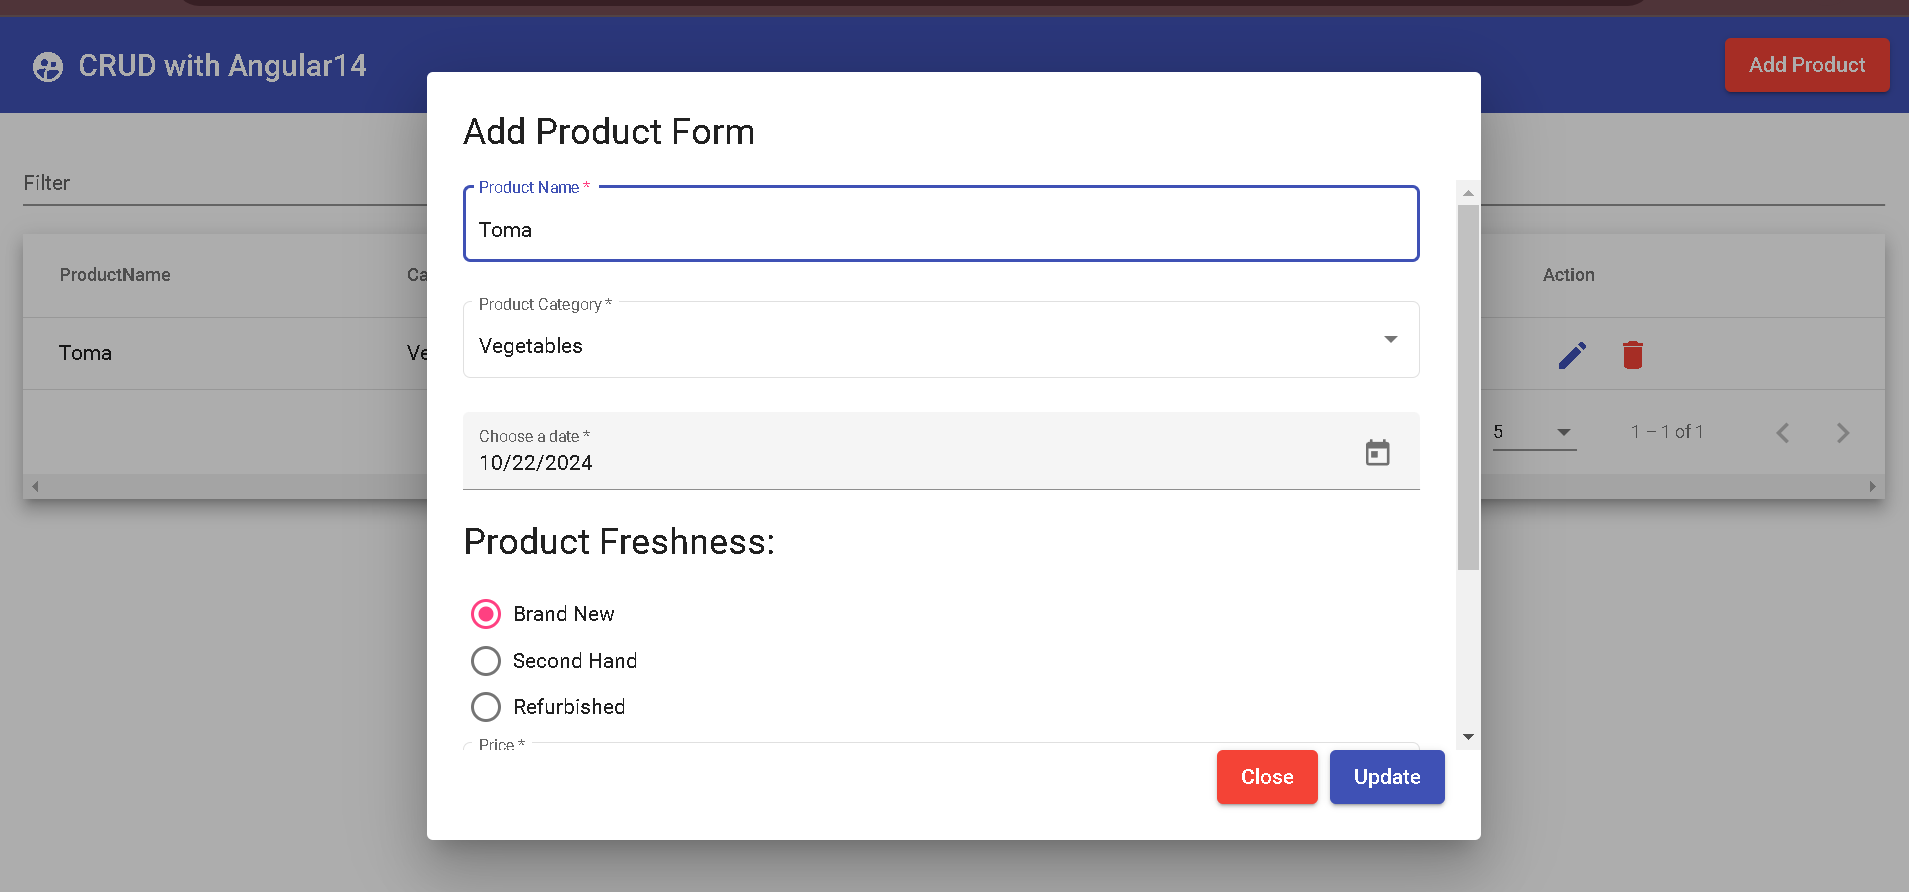 CRUD with Angular14
Add Product
Filter
ProductName
Ca
Action
Toma
Ve
5
1 – 1 of 1
Add Product Form
Product Name *
Toma
Product Category *
Vegetables
Choose a date *
10/22/2024
Product Freshness:
Brand New
Second Hand
Refurbished
Price *
Close
Update